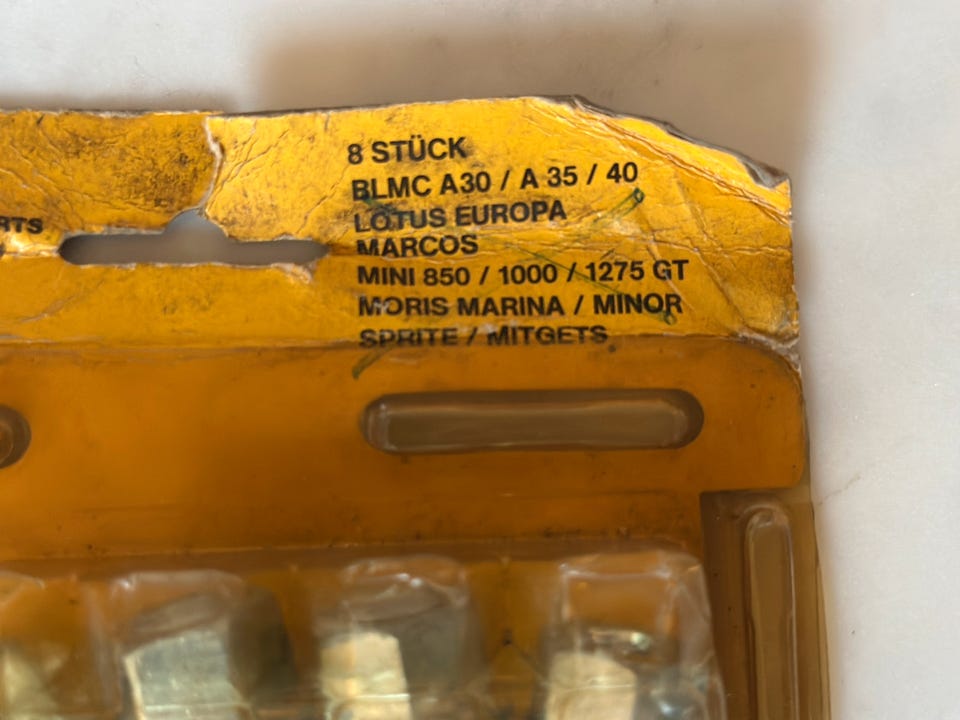 8 STÜCK
BLMC A30 / A 35 / 40
RTS
LOTUS EUROPA
MARCOS
MINI 850 / 1000 / 1275 GT
MORIS MARINA / MINOR
SPRITE / MITGETS